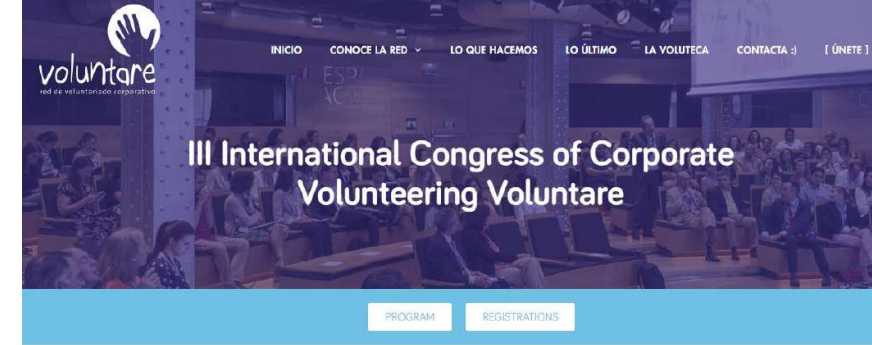 voluntare
red de voluntariado corporativo
INICIO CONOCE LA RED LO QUE HACEMOS LO ÚLTIMO LA VOLUTECA CONTACTA :) [ ÚNETE ]
III International Congress of Corporate
Volunteering Voluntare
PROGRAM REGISTRATIONS